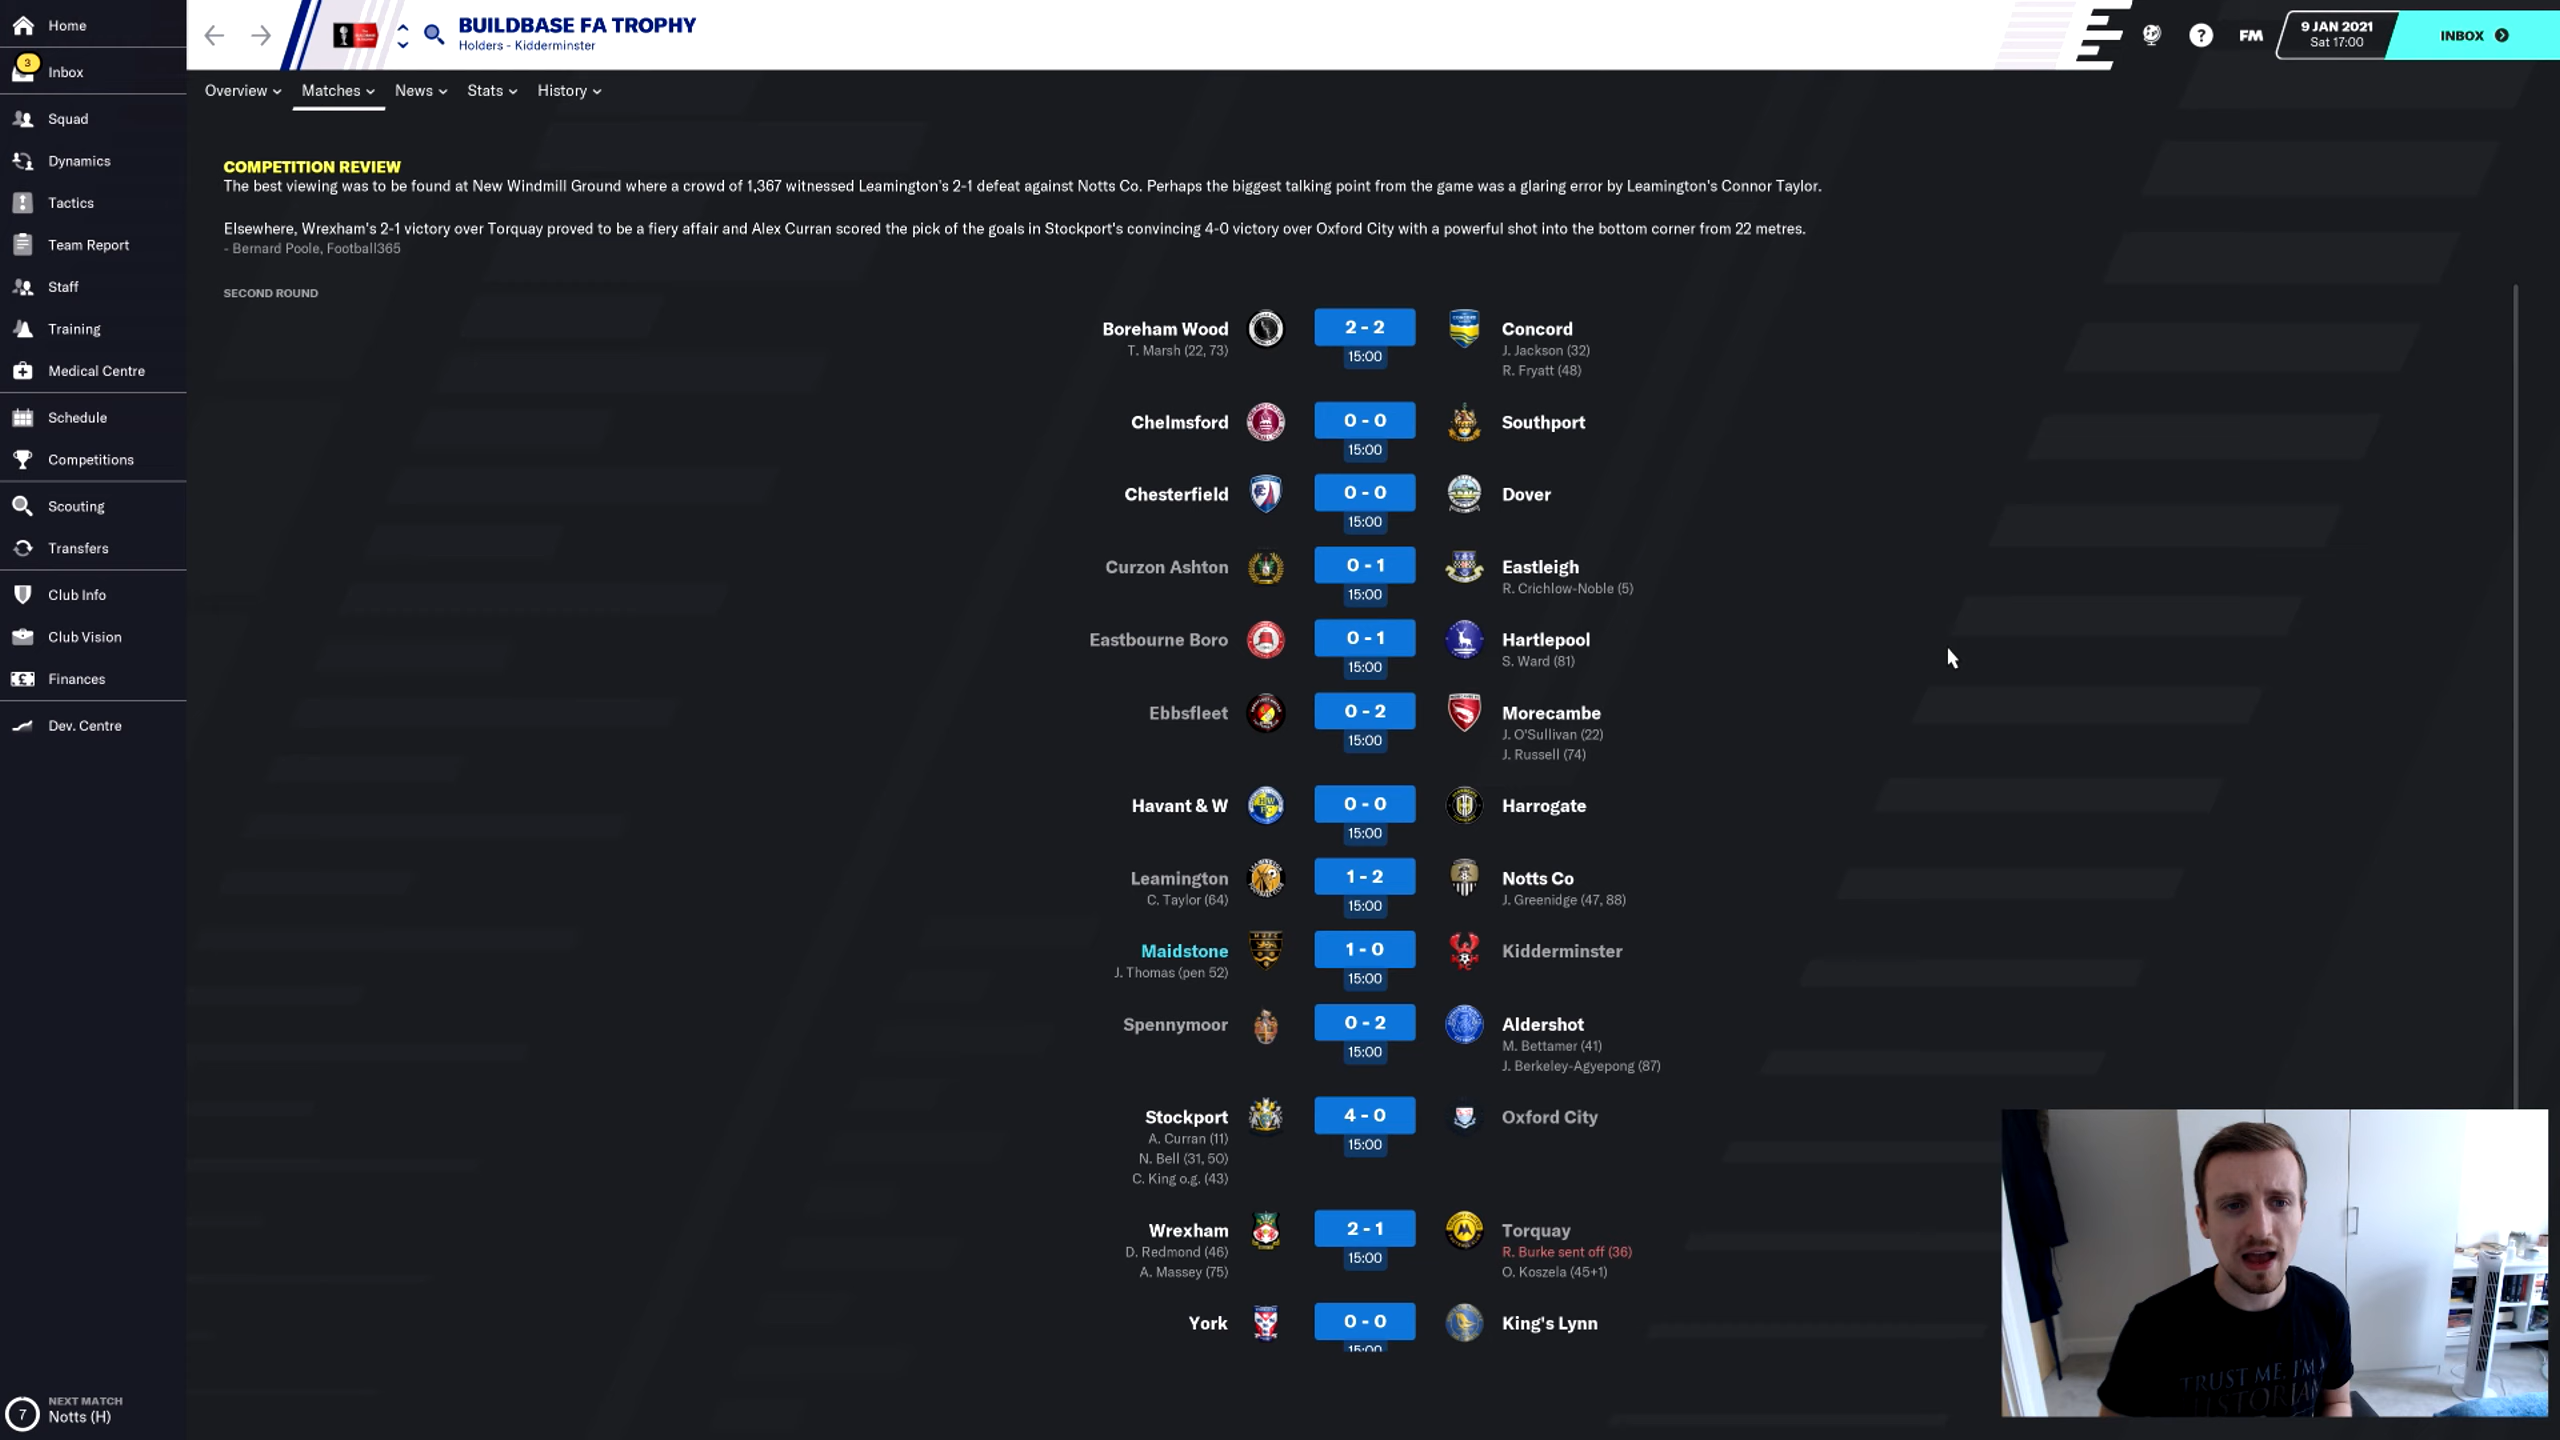 Home
3
Inbox
Squad
Dynamics
Tactics
Team Report
Staff
Training
Medical Centre
Schedule
Competitions
Scouting
Transfers
Club Info
Club Vision
Finances
Dev. Centre
7
NEXT MATCH
Notts (H)
BUILDBASE FA TROPHY
Holders - Kidderminster
?
FM
9 JAN 2021
Sat 17:00
INBOX
Overview Matches News Stats History
COMPETITION REVIEW
The best viewing was to be found at New Windmill Ground where a crowd of 1,367 witnessed Leamington's 2-1 defeat against Notts Co. Perhaps the biggest talking point from the game was a glaring error by Leamington's Connor Taylor.
Elsewhere, Wrexham's 2-1 victory over Torquay proved to be a fiery affair and Alex Curran scored the pick of the goals in Stockport's convincing 4-0 victory over Oxford City with a powerful shot into the bottom corner from 22 metres.
- Bernard Poole, Football365
SECOND ROUND
Boreham Wood 2 - 2 Concord
T. Marsh (22, 73) 15:00 J. Jackson (32)
R. Fryatt (48)
Chelmsford 0 - 0 Southport
15:00
Chesterfield 0 - 0 Dover
15:00
Curzon Ashton 0 - 1 Eastleigh
15:00 R. Crichlow-Noble (5)
Eastbourne Boro 0 - 1 Hartlepool
15:00 S. Ward (81)
Ebbsfleet 0 - 2 Morecambe
15:00 J. O'Sullivan (22)
J. Russell (74)
Havant & W 0 - 0 Harrogate
15:00
Leamington 1 - 2 Notts Co
C. Taylor (64) 15:00 J. Greenidge (47, 88)
Maidstone 1 - 0 Kidderminster
J. Thomas (pen 52) 15:00
Spennymoor 0 - 2 Aldershot
15:00 M. Bettamer (41)
J. Berkeley-Agyepong (87)
Stockport 4 - 0 Oxford City
A. Curran (11) 15:00
N. Bell (31, 50)
C. King o.g. (43)
Wrexham 2 - 1 Torquay
D. Redmond (46) 15:00 R. Burke sent off (36)
A. Massey (75) O. Koszela (45+1)
York 0 - 0 King's Lynn
15:00
TRUST ME, I'M